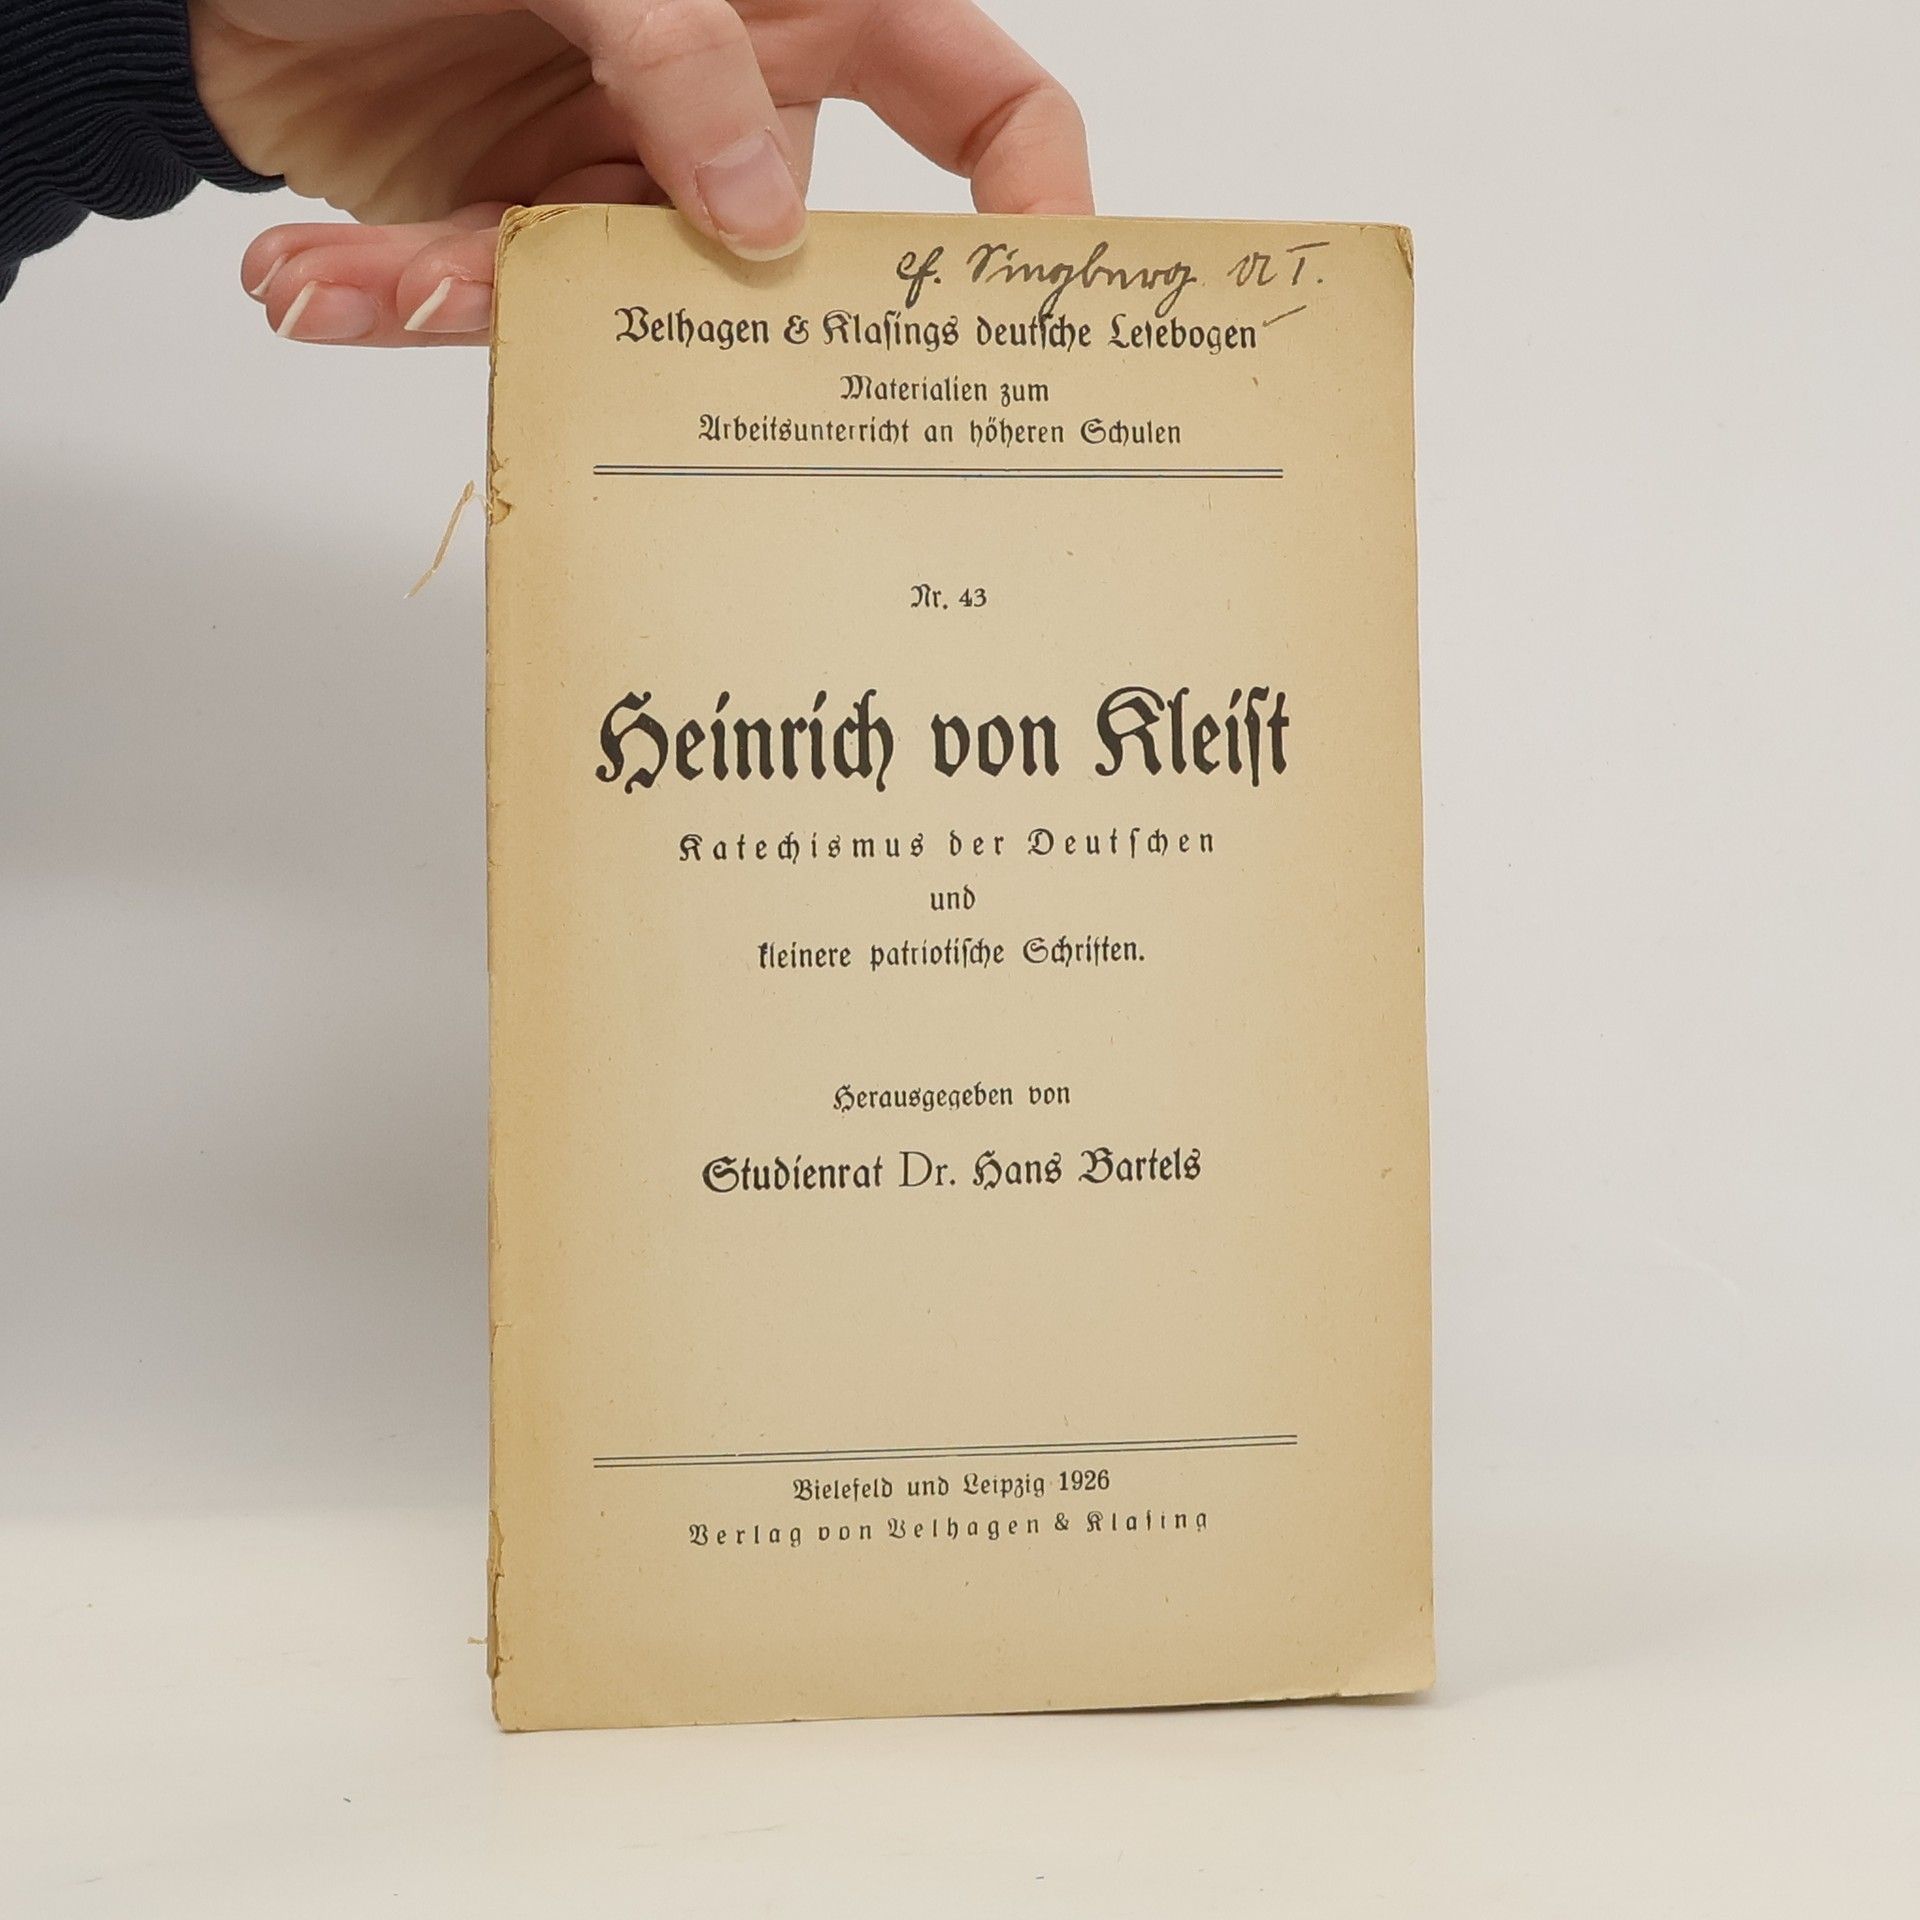 Velhagen & Klasings deutsche Lesebogen
Materialien zum
Arbeitsunterricht an höheren Schulen
Nr. 43
Heinrich von Kleist
Katechismus der Deutschen
und
kleinere patriotische Schriften.
Herausgegeben von
Studienrat Dr. Hans Bartels
Bielefeld und Leipzig 1926
Verlag von Velhagen & Klasing